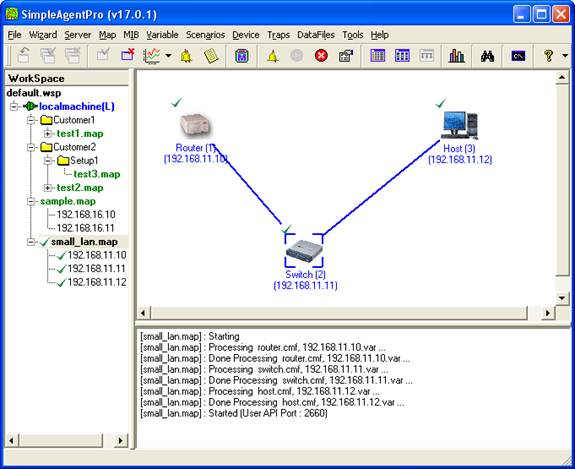 SimpleAgentPro (v17.0.1)
File Wizard Server Map MIB Variable Scenarios Device Traps DataFiles Tools Help
WorkSpace
default.wsp
localmachine(L)
Customer1
test1.map
Customer2
Setup1
test3.map
test2.map
sample.map
192.168.16.10
192.168.16.11
small_lan.map
192.168.11.10
192.168.11.11
192.168.11.12
Router (1)
(192.168.11.10)
Host (3)
(192.168.11.12)
Switch (2)
(192.168.11.11)
[small_lan.map] : Starting
[small_lan.map] : Processing router.cmf, 192.168.11.10.var ...
[small_lan.map] : Done Processing router.cmf, 192.168.11.10.var ...
[small_lan.map] : Processing switch.cmf, 192.168.11.11.var ...
[small_lan.map] : Done Processing switch.cmf, 192.168.11.11.var ...
[small_lan.map] : Processing host.cmf, 192.168.11.12.var ...
[small_lan.map] : Done Processing host.cmf, 192.168.11.12.var ...
[small_lan.map] : Started (User API Port : 2660)